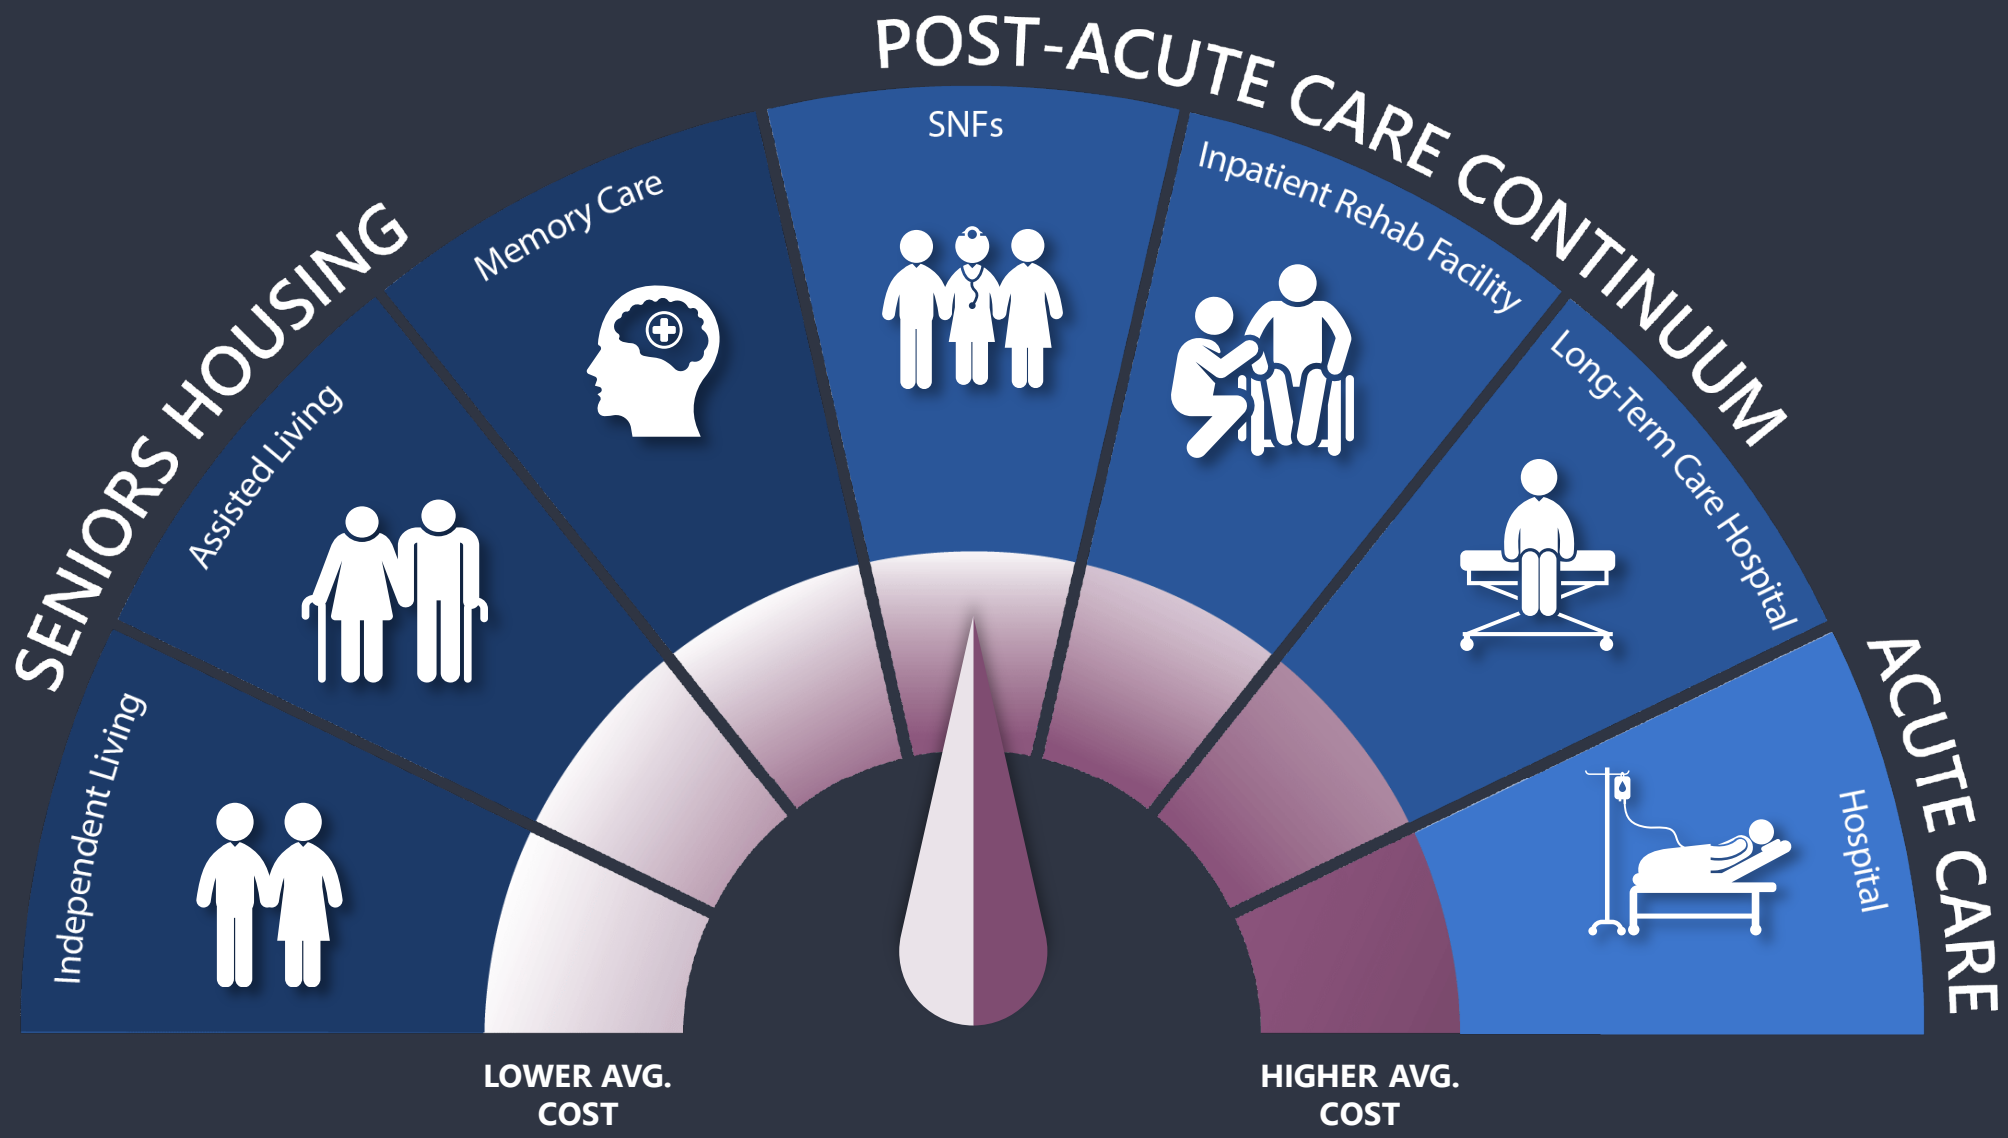 SENIORS HOUSING
POST-ACUTE CARE CONTINUUM
ACUTE CARE
Independent Living
Assisted Living
Memory Care
SNFs
Inpatient Rehab Facility
Long-Term Care Hospital
Hospital
LOWER AVG.
COST
HIGHER AVG.
COST